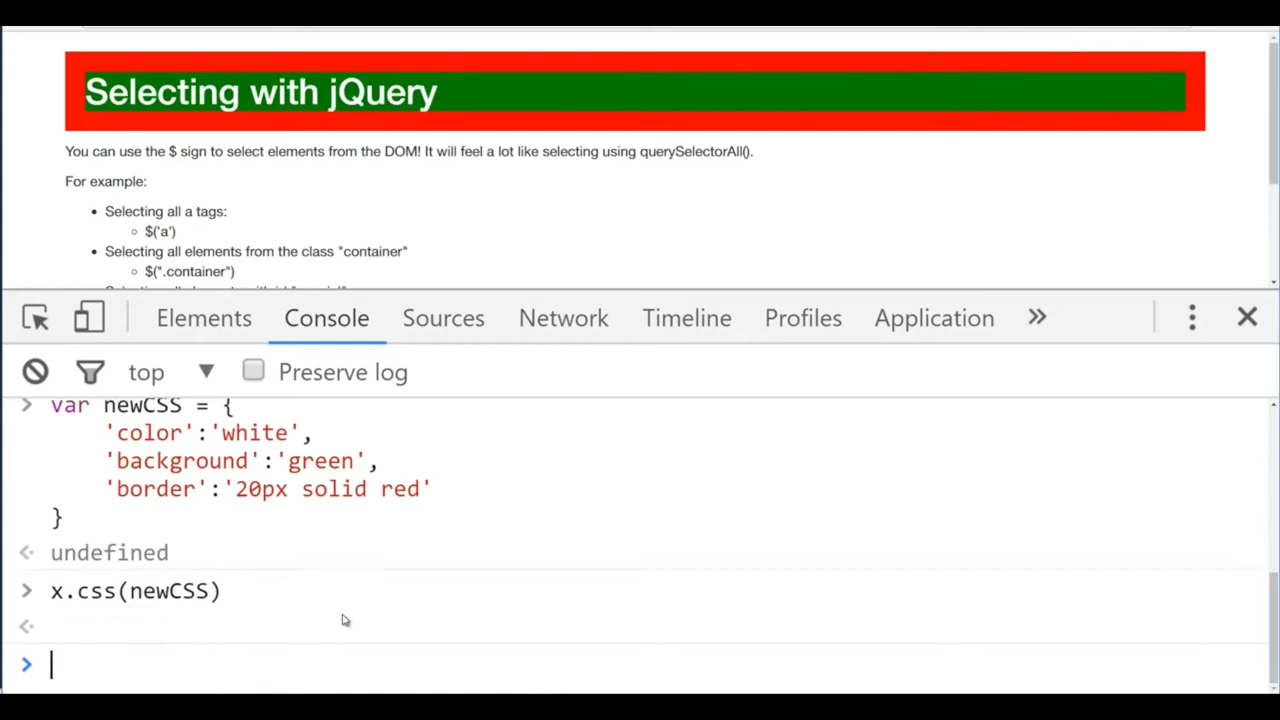 Selecting with jQuery
You can use the $ sign to select elements from the DOM! It will feel a lot like selecting using querySelectorAll().
For example:
• Selecting all a tags:
○ $('a')
• Selecting all elements from the class "container"
○ $(".container")
Elements Console Sources Network Timeline Profiles Application »
top ▼ Preserve log
> var newCSS = {
'color':'white',
'background':'green',
'border':'20px solid red'
}
undefined
> x.css(newCSS)
>